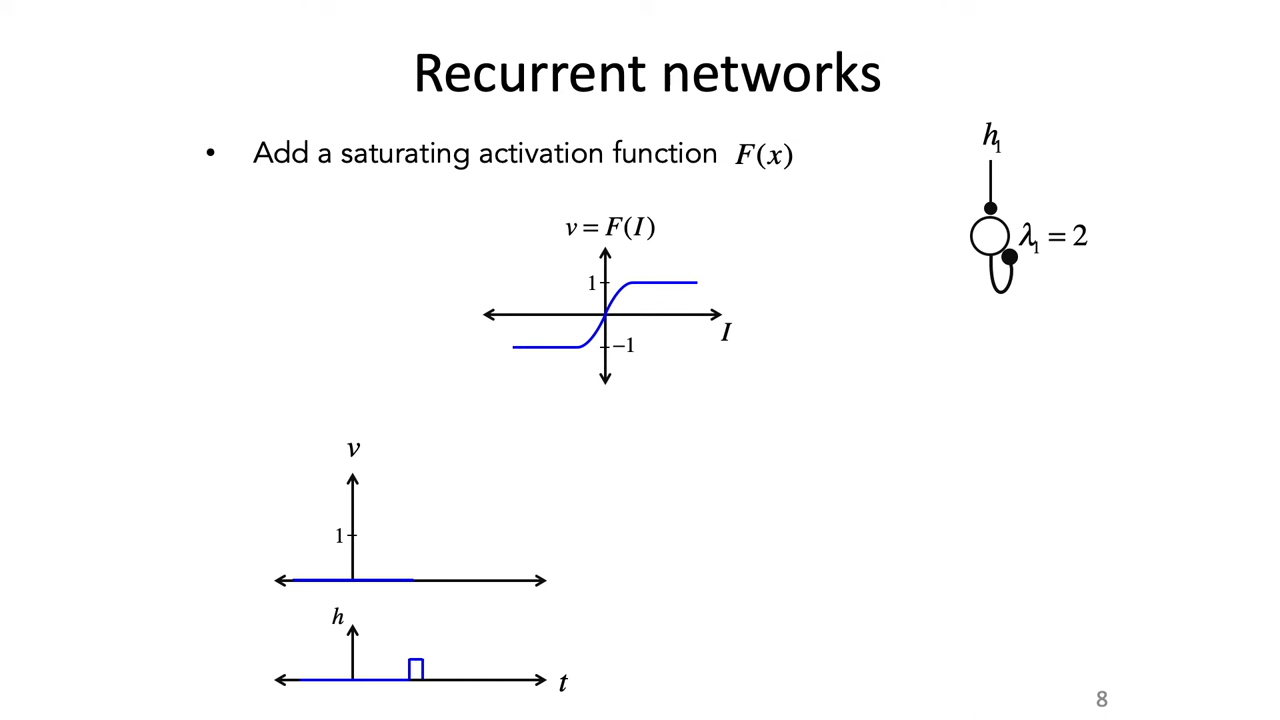 Recurrent networks
• Add a saturating activation function F(x)
h₁
λ₁ = 2
v = F(I)
1
−1
I
v
1
h
t
8